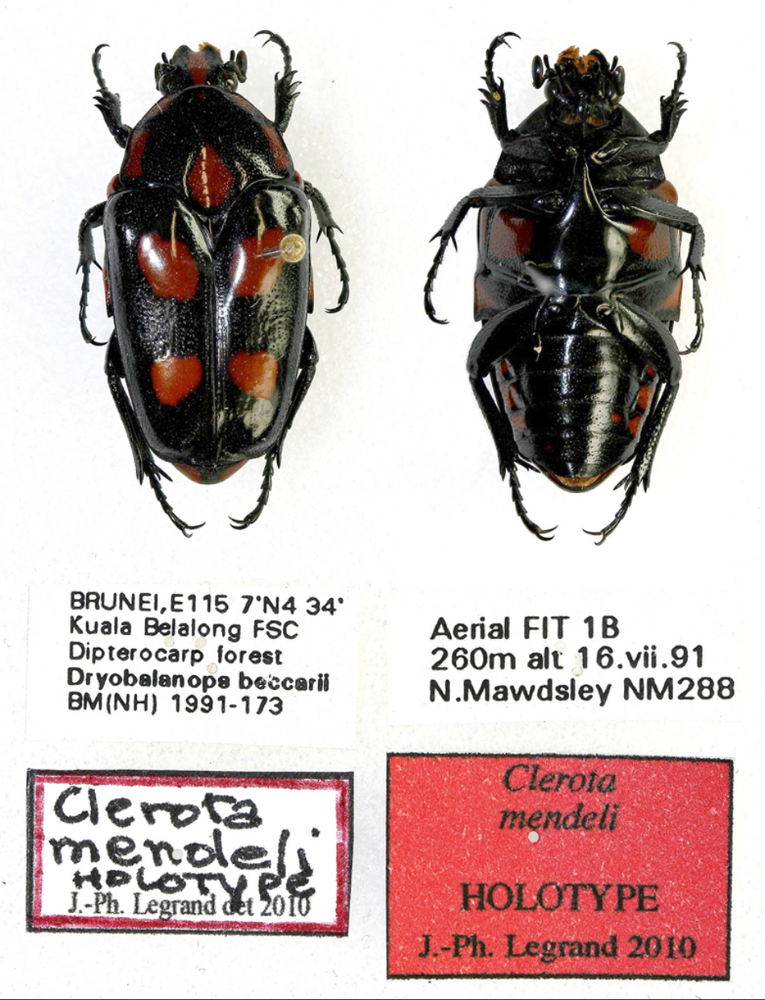 BRUNEI,E115 7'N4 34'
Kuala Belalong FSC
Dipterocarp forest
Dryobalanops beccarii
BM(NH) 1991-173
Aerial FIT 1B
260m alt 16.vii.91
N.Mawdsley NM288
Clerota
mendeli
HOLOTYPE
J.-Ph. Legrand det 2010
Clerota
mendeli
HOLOTYPE
J.-Ph. Legrand 2010